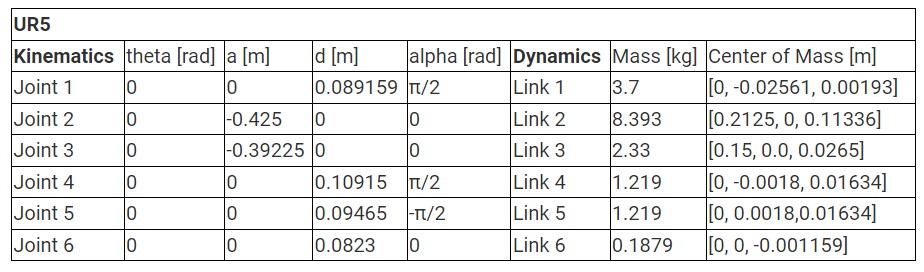 UR5
Kinematics theta [rad] a [m] d [m] alpha [rad] Dynamics Mass [kg] Center of Mass [m]
Joint 1 0 0 0.089159 π/2 Link 1 3.7 [0, -0.02561, 0.00193]
Joint 2 0 -0.425 0 0 Link 2 8.393 [0.2125, 0, 0.11336]
Joint 3 0 -0.39225 0 0 Link 3 2.33 [0.15, 0.0, 0.0265]
Joint 4 0 0 0.10915 π/2 Link 4 1.219 [0, -0.0018, 0.01634]
Joint 5 0 0 0.09465 -π/2 Link 5 1.219 [0, 0.0018,0.01634]
Joint 6 0 0 0.0823 0 Link 6 0.1879 [0, 0, -0.001159]